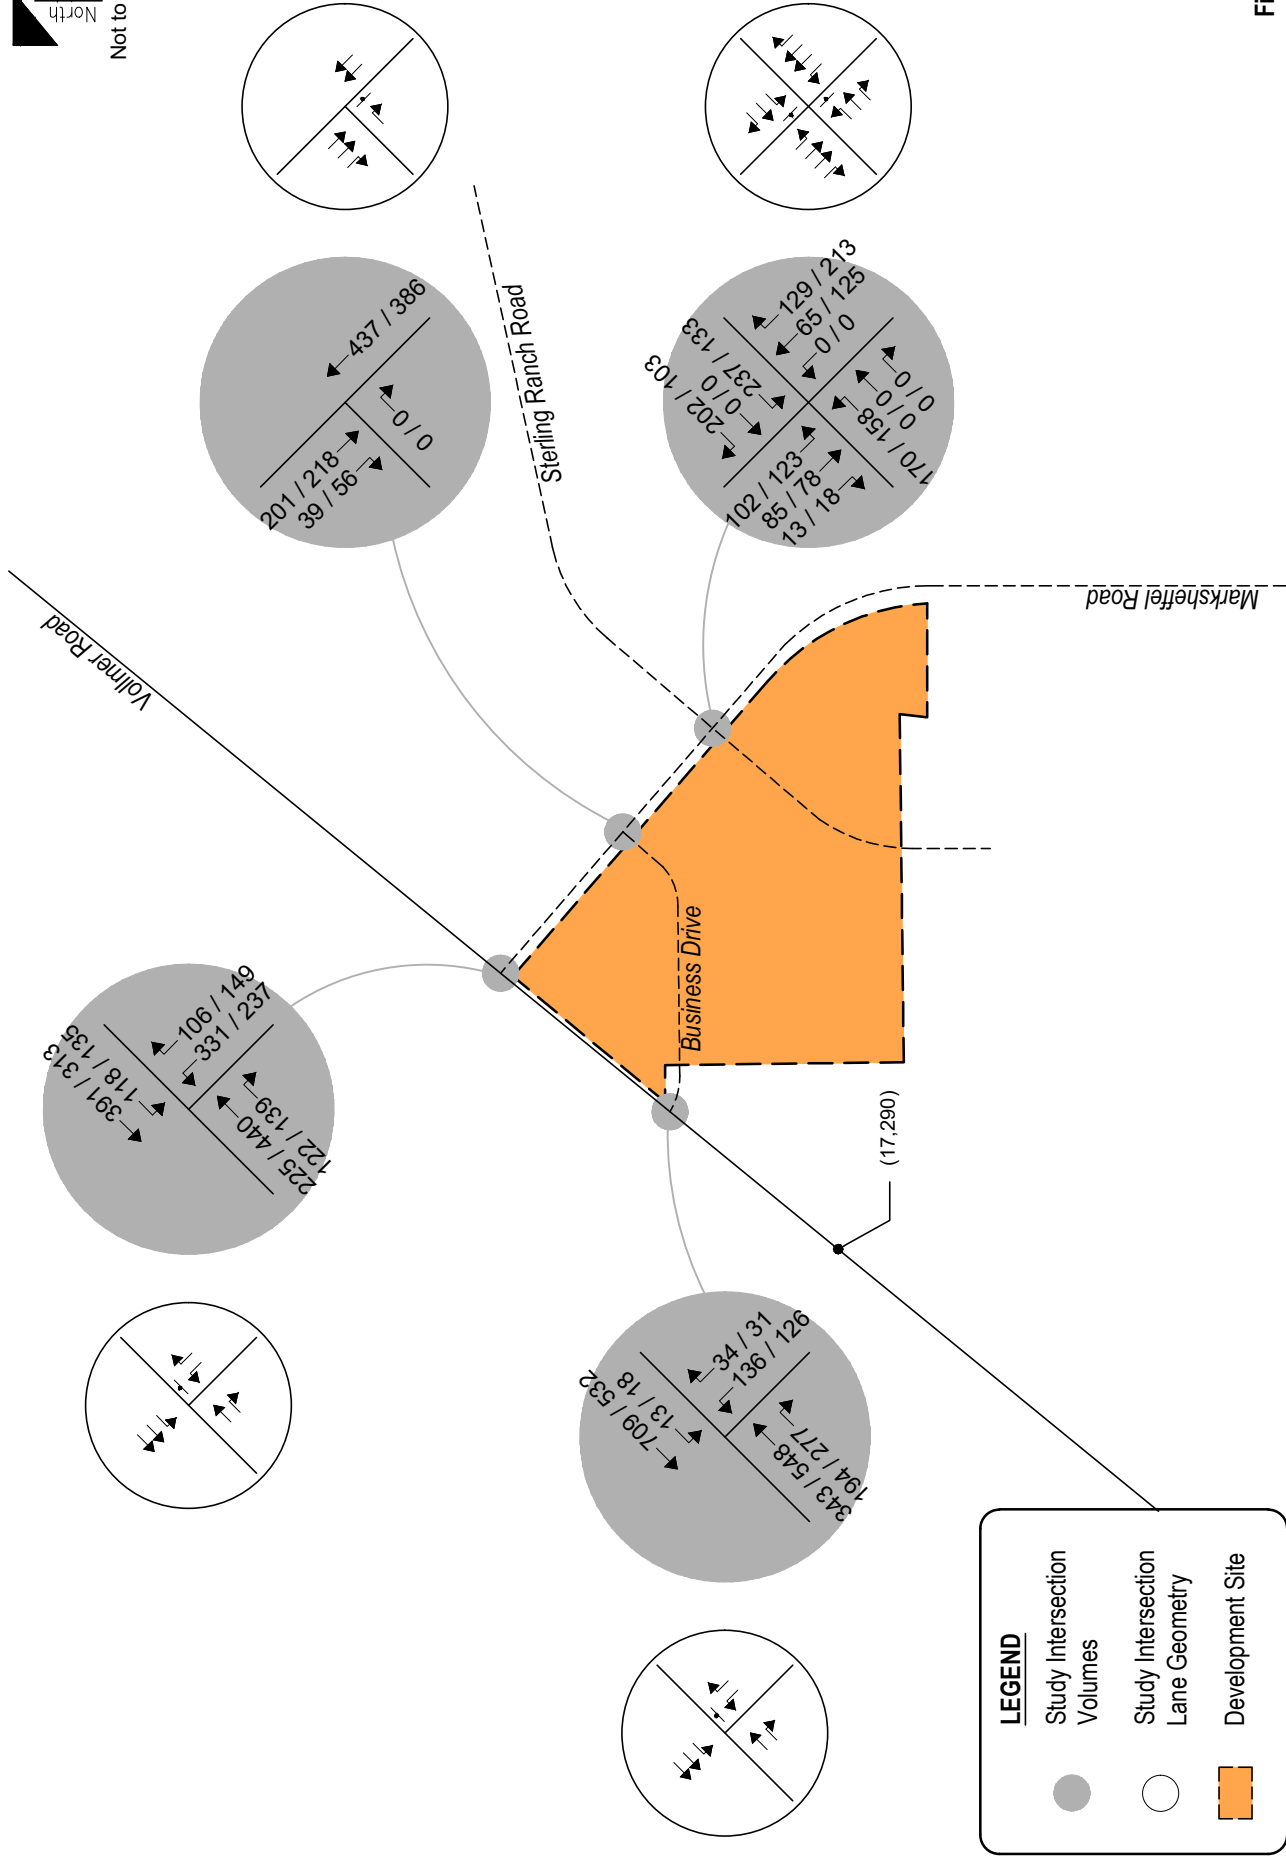 North
Not to
Fi
Vollmer Road
Sterling Ranch Road
Marksheffel Road
Business Drive
(17,290)
437 / 386
201 / 218
39 / 56
0 / 0
129 / 213
65 / 125
0 / 0
202 / 103
0 / 0
237 / 133
102 / 123
85 / 78
13 / 18
170 / 158
0 / 0
0 / 0
391 / 313
118 / 135
106 / 149
331 / 237
225 / 440
122 / 139
709 / 532
13 / 18
34 / 31
136 / 126
343 / 548
194 / 277
LEGEND
Study Intersection
Volumes
Study Intersection
Lane Geometry
Development Site